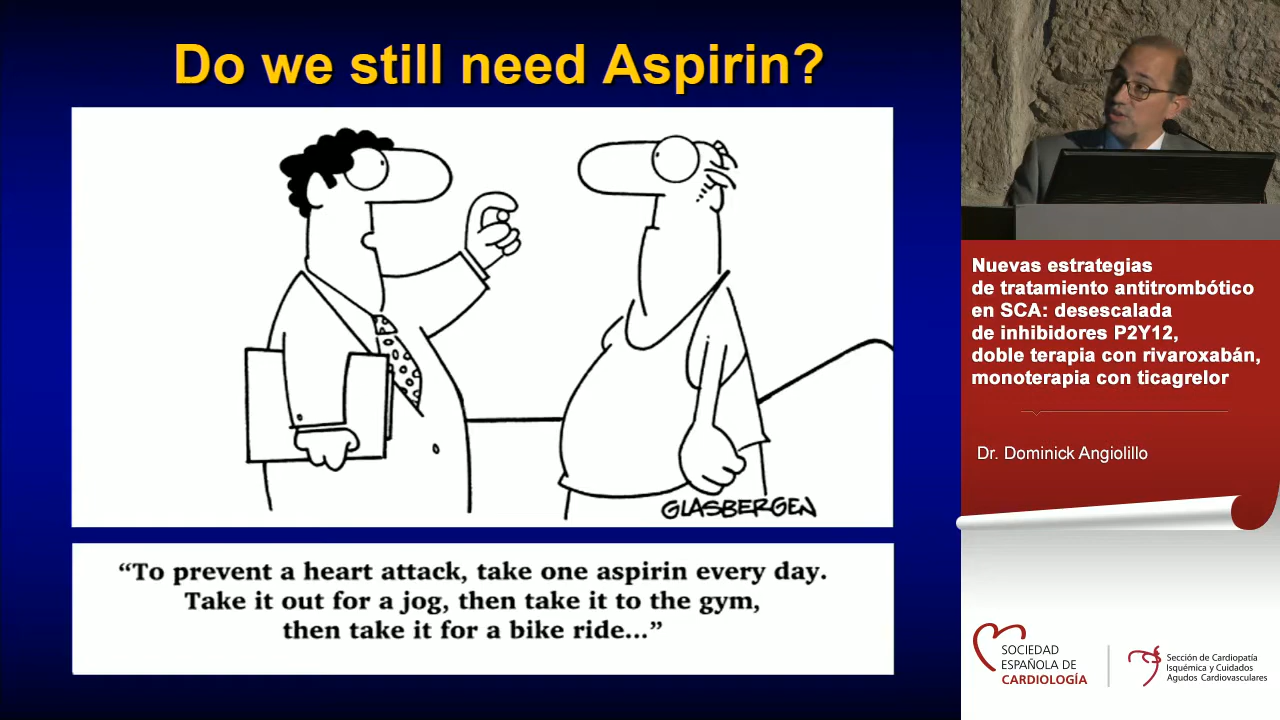 Do we still need Aspirin?
GLASBERGEN
“To prevent a heart attack, take one aspirin every day.
Take it out for a jog, then take it to the gym,
then take it for a bike ride...”
Nuevas estrategias
de tratamiento antitrombótico
en SCA: desescalada
de inhibidores P2Y12,
doble terapia con rivaroxabán,
monoterapia con ticagrelor
Dr. Dominick Angiolillo
SOCIEDAD
ESPAÑOLA DE
CARDIOLOGÍA
Sección de Cardiopatía
Isquémica y Cuidados
Agudos Cardiovasculares